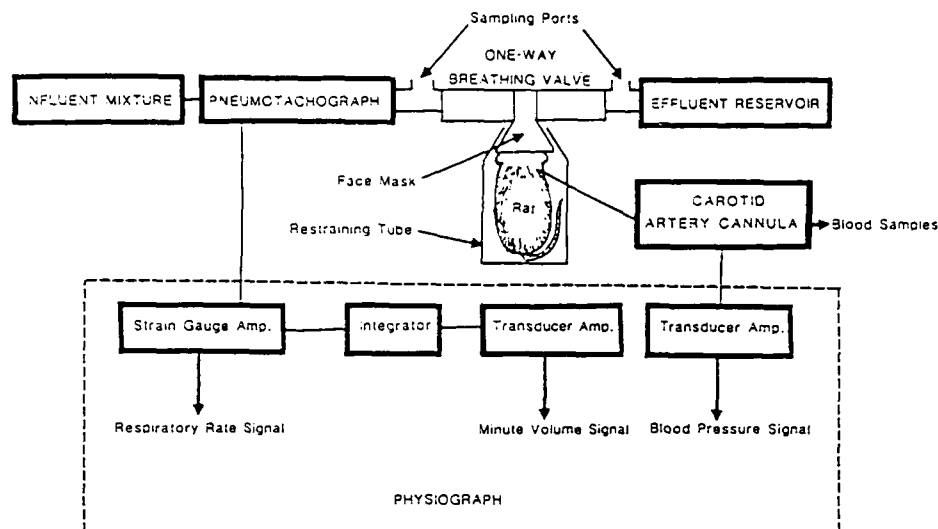 Sampling Ports
ONE-WAY
BREATHING VALVE
NFLUENT MIXTURE
PNEUMOTACHOGRAPH
EFFLUENT RESERVOIR
Face Mask
Rat
Restraining Tube
CAROTID
ARTERY CANNULA
Blood Samples
Strain Gauge Amp.
Integrator
Transducer Amp.
Transducer Amp.
Respiratory Rate Signal
Minute Volume Signal
Blood Pressure Signal
PHYSIOGRAPH